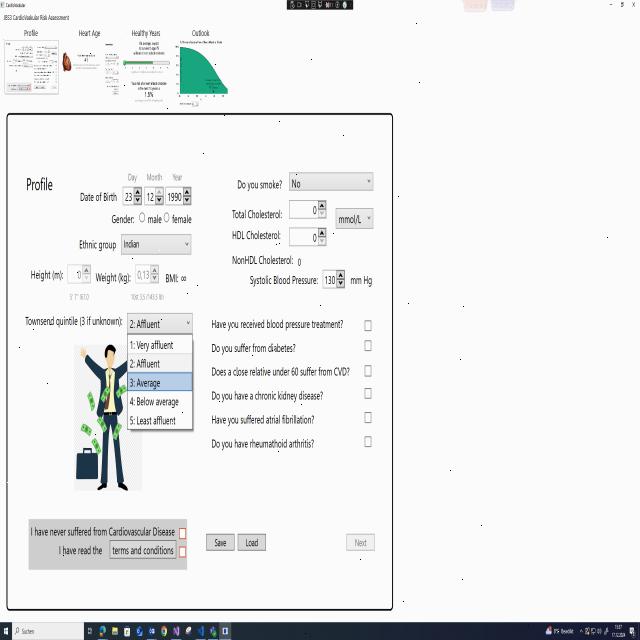 CardioVascular
JBS3 CardioVaskular Risk Assessment
Profile
Heart Age
Healthy Years
Outlook
Profile
Day Month Year
Date of Birth 23 12 1990
Gender: male female
Ethnic group Indian
Height (m): Weight (kg): 0,13 BMI: ∞
Townsend quintile (3 if unknown): 2: Affluent
1: Very affluent
2: Affluent
3: Average
4: Below average
5: Least affluent
Do you smoke? No
Total Cholesterol: 0
mmol/L
HDL Cholesterol: 0
NonHDL Cholesterol: 0
Systolic Blood Pressure: 130 mm Hg
Have you received blood pressure treatment?
Do you suffer from diabetes?
Does a close relative under 60 suffer from CVD?
Do you have a chronic kidney disease?
Have you suffered atrial fibrillation?
Do you have rheumathoid arthritis?
I have never suffered from Cardiovascular Disease
I have read the terms and conditions
Save Load Next
Suchen